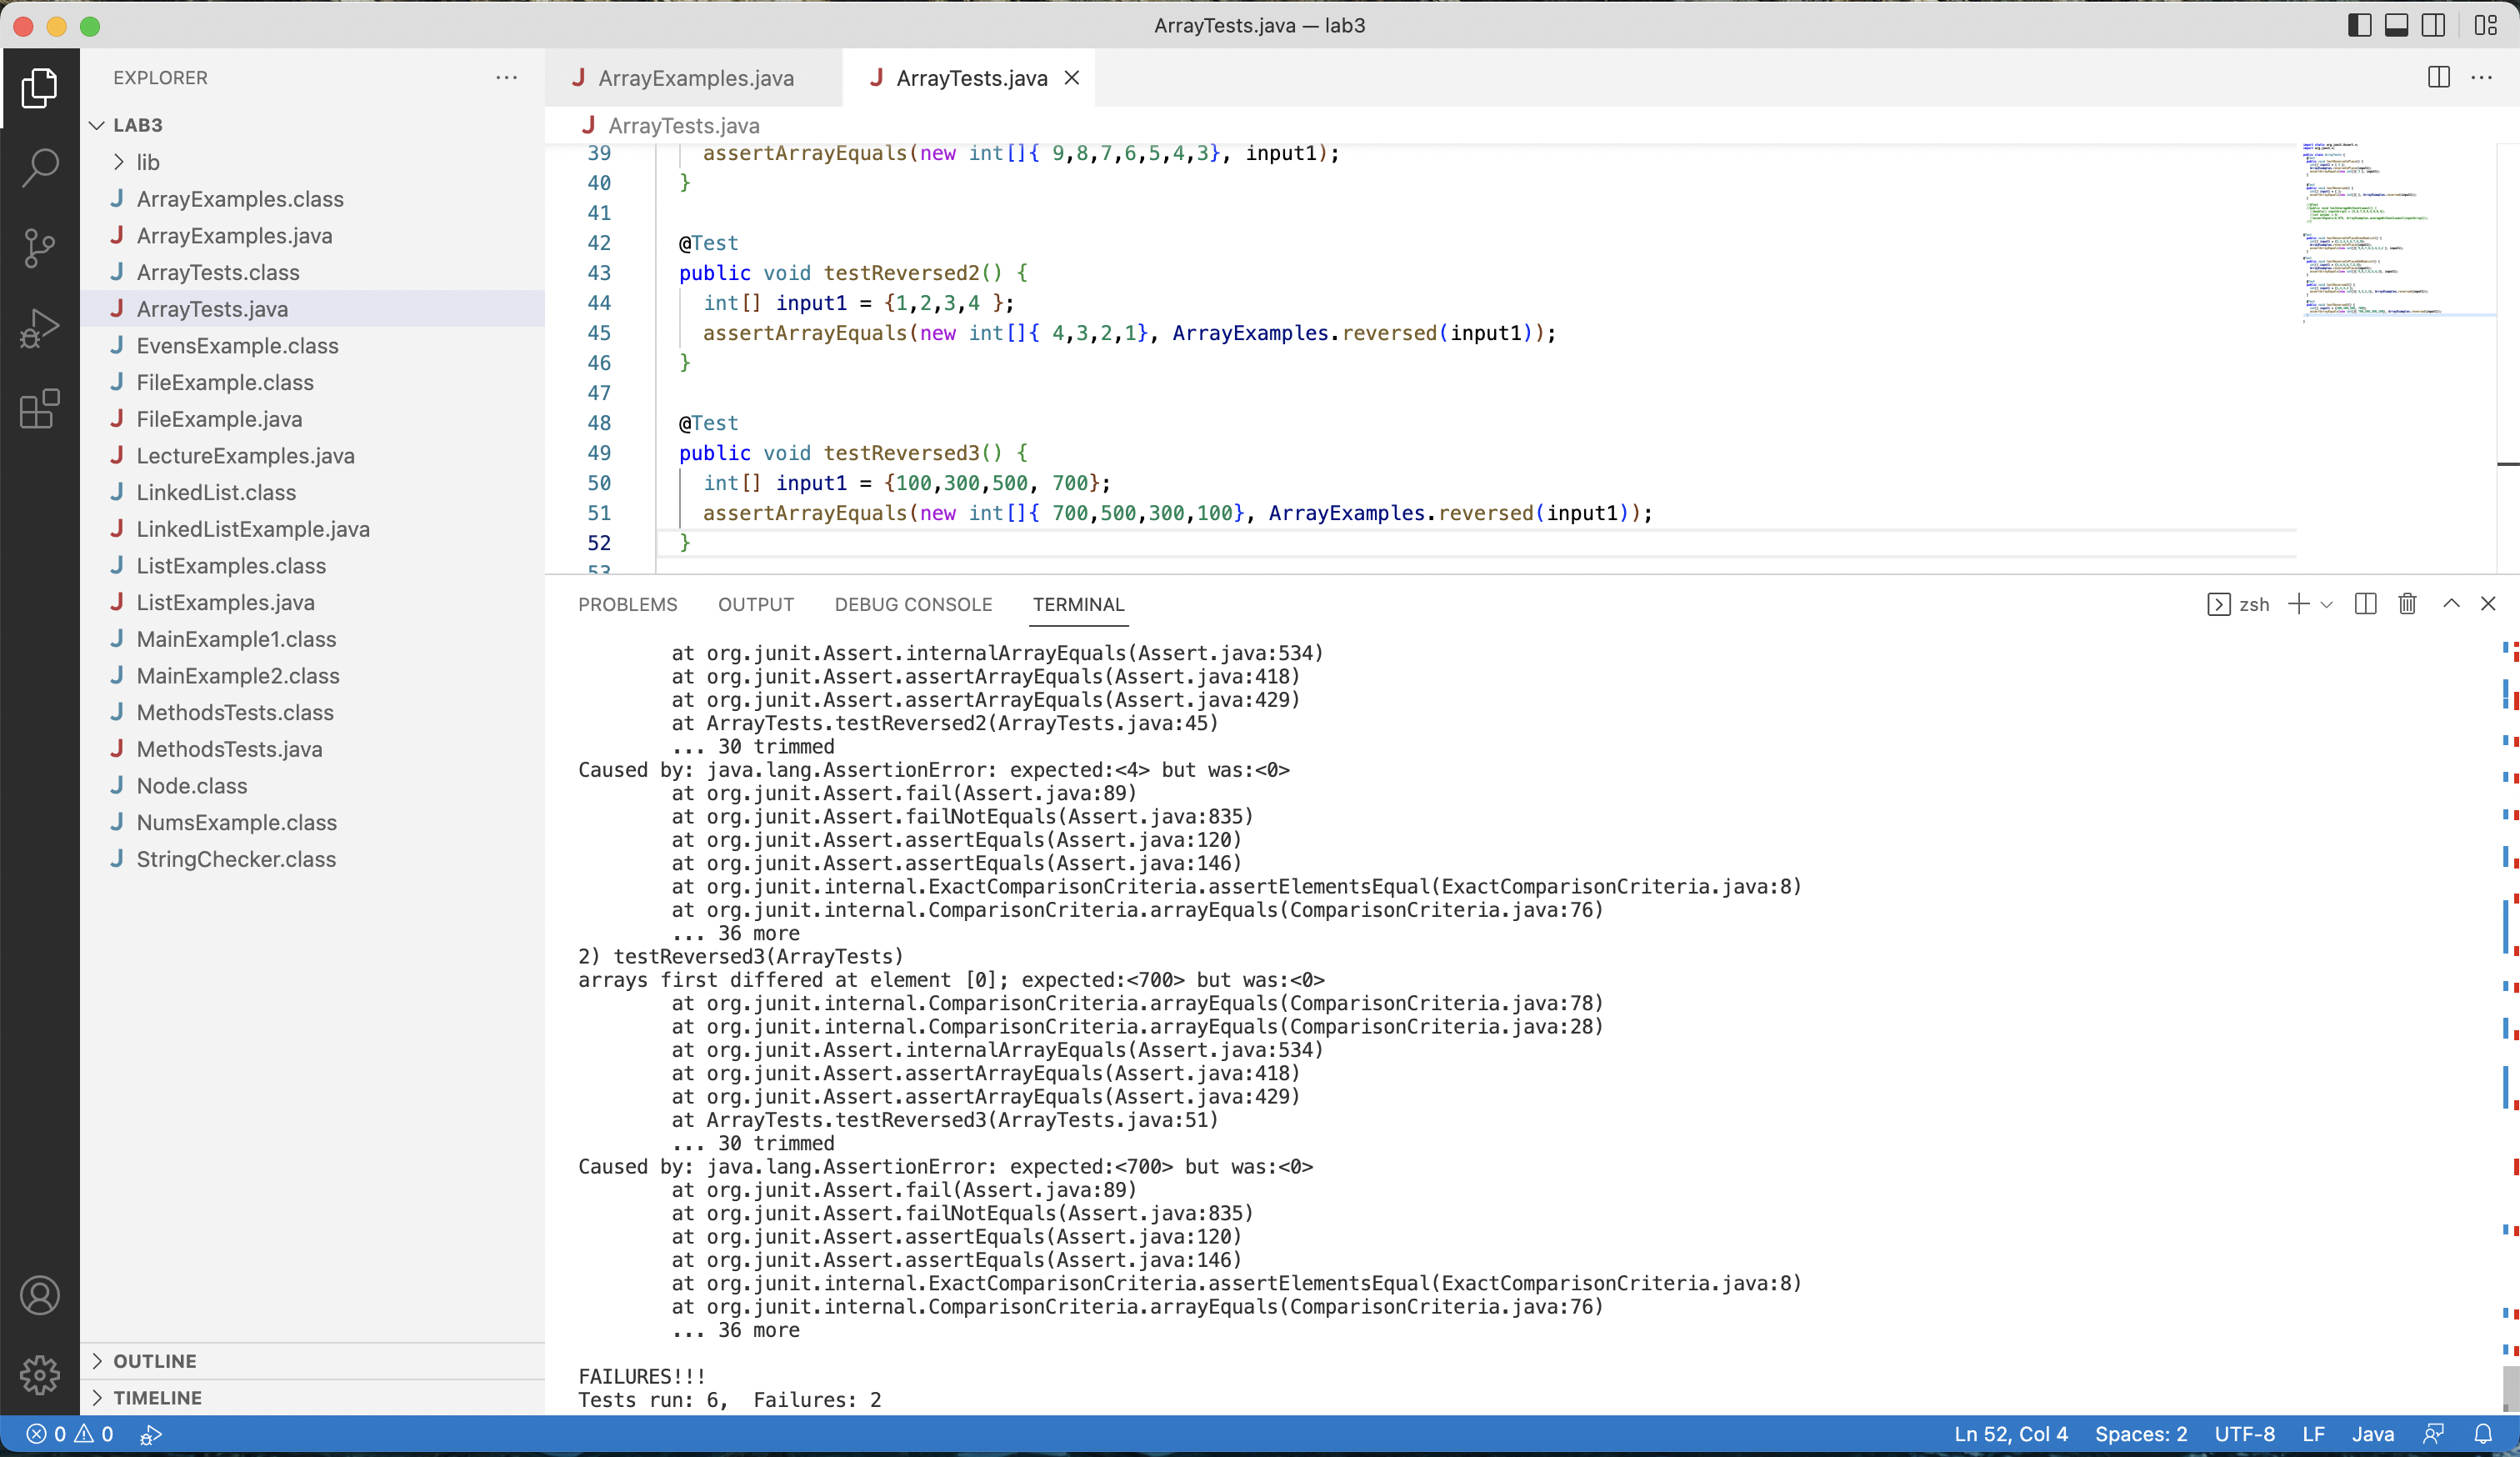 ArrayTests.java — lab3
EXPLORER
LAB3
lib
ArrayExamples.class
ArrayExamples.java
ArrayTests.class
ArrayTests.java
EvensExample.class
FileExample.class
FileExample.java
LectureExamples.java
LinkedList.class
LinkedListExample.java
ListExamples.class
ListExamples.java
MainExample1.class
MainExample2.class
MethodsTests.class
MethodsTests.java
Node.class
NumsExample.class
StringChecker.class
OUTLINE
TIMELINE
ArrayExamples.java
ArrayTests.java
ArrayTests.java
39 assertArrayEquals(new int[]{ 9,8,7,6,5,4,3}, input1);
40 }
41
42 @Test
43 public void testReversed2() {
44 int[] input1 = {1,2,3,4 };
45 assertArrayEquals(new int[]{ 4,3,2,1}, ArrayExamples.reversed(input1));
46 }
47
48 @Test
49 public void testReversed3() {
50 int[] input1 = {100,300,500, 700};
51 assertArrayEquals(new int[]{ 700,500,300,100}, ArrayExamples.reversed(input1));
52 }
53
PROBLEMS OUTPUT DEBUG CONSOLE TERMINAL zsh
at org.junit.Assert.internalArrayEquals(Assert.java:534)
at org.junit.Assert.assertArrayEquals(Assert.java:418)
at org.junit.Assert.assertArrayEquals(Assert.java:429)
at ArrayTests.testReversed2(ArrayTests.java:45)
... 30 trimmed
Caused by: java.lang.AssertionError: expected:<4> but was:<0>
at org.junit.Assert.fail(Assert.java:89)
at org.junit.Assert.failNotEquals(Assert.java:835)
at org.junit.Assert.assertEquals(Assert.java:120)
at org.junit.Assert.assertEquals(Assert.java:146)
at org.junit.internal.ExactComparisonCriteria.assertElementsEqual(ExactComparisonCriteria.java:8)
at org.junit.internal.ComparisonCriteria.arrayEquals(ComparisonCriteria.java:76)
... 36 more
2) testReversed3(ArrayTests)
arrays first differed at element [0]; expected:<700> but was:<0>
at org.junit.internal.ComparisonCriteria.arrayEquals(ComparisonCriteria.java:78)
at org.junit.internal.ComparisonCriteria.arrayEquals(ComparisonCriteria.java:28)
at org.junit.Assert.internalArrayEquals(Assert.java:534)
at org.junit.Assert.assertArrayEquals(Assert.java:418)
at org.junit.Assert.assertArrayEquals(Assert.java:429)
at ArrayTests.testReversed3(ArrayTests.java:51)
... 30 trimmed
Caused by: java.lang.AssertionError: expected:<700> but was:<0>
at org.junit.Assert.fail(Assert.java:89)
at org.junit.Assert.failNotEquals(Assert.java:835)
at org.junit.Assert.assertEquals(Assert.java:120)
at org.junit.Assert.assertEquals(Assert.java:146)
at org.junit.internal.ExactComparisonCriteria.assertElementsEqual(ExactComparisonCriteria.java:8)
at org.junit.internal.ComparisonCriteria.arrayEquals(ComparisonCriteria.java:76)
... 36 more
FAILURES!!!
Tests run: 6,  Failures: 2
0 0 Ln 52, Col 4 Spaces: 2 UTF-8 LF Java